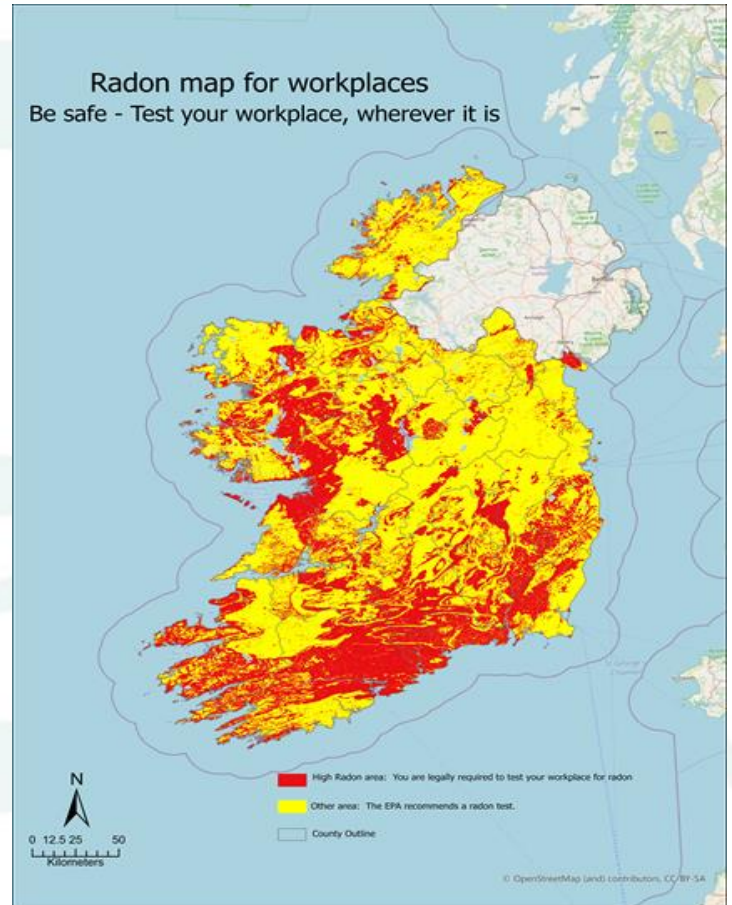 Radon map for workplaces
Be safe - Test your workplace, wherever it is
N
0 12.5 25 50
Kilometers
High Radon area: You are legally required to test your workplace for radon
Other area: The EPA recommends a radon test.
County Outline
© OpenStreetMap (and) contributors, CC-BY-SA